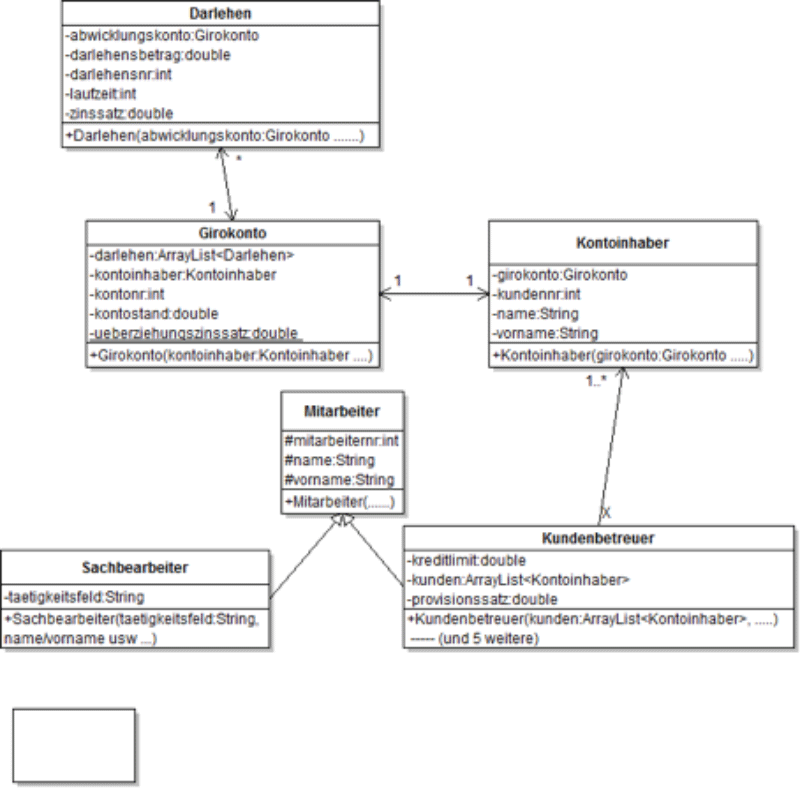 Darlehen
-abwicklungskonto:Girokonto
-darlehensbetrag:double
-darlehensnr:int
-laufzeit:int
-zinssatz:double
+Darlehen(abwicklungskonto:Girokonto .......)
*
1
Girokonto
-darlehen:ArrayList<Darlehen>
-kontoinhaber:Kontoinhaber
-kontonr:int
-kontostand:double
-ueberziehungszinssatz:double
+Girokonto(kontoinhaber:Kontoinhaber ....)
1
1
Kontoinhaber
-girokonto:Girokonto
-kundennr:int
-name:String
-vorname:String
+Kontoinhaber(girokonto:Girokonto .....)
1..*
Mitarbeiter
#mitarbeiternr:int
#name:String
#vorname:String
+Mitarbeiter(......)
X
Sachbearbeiter
-taetigkeitsfeld:String
+Sachbearbeiter(taetigkeitsfeld:String,
name/vorname usw ...)
Kundenbetreuer
-kreditlimit:double
-kunden:ArrayList<Kontoinhaber>
-provisionssatz:double
+Kundenbetreuer(kunden:ArrayList<Kontoinhaber>, .....)
----- (und 5 weitere)